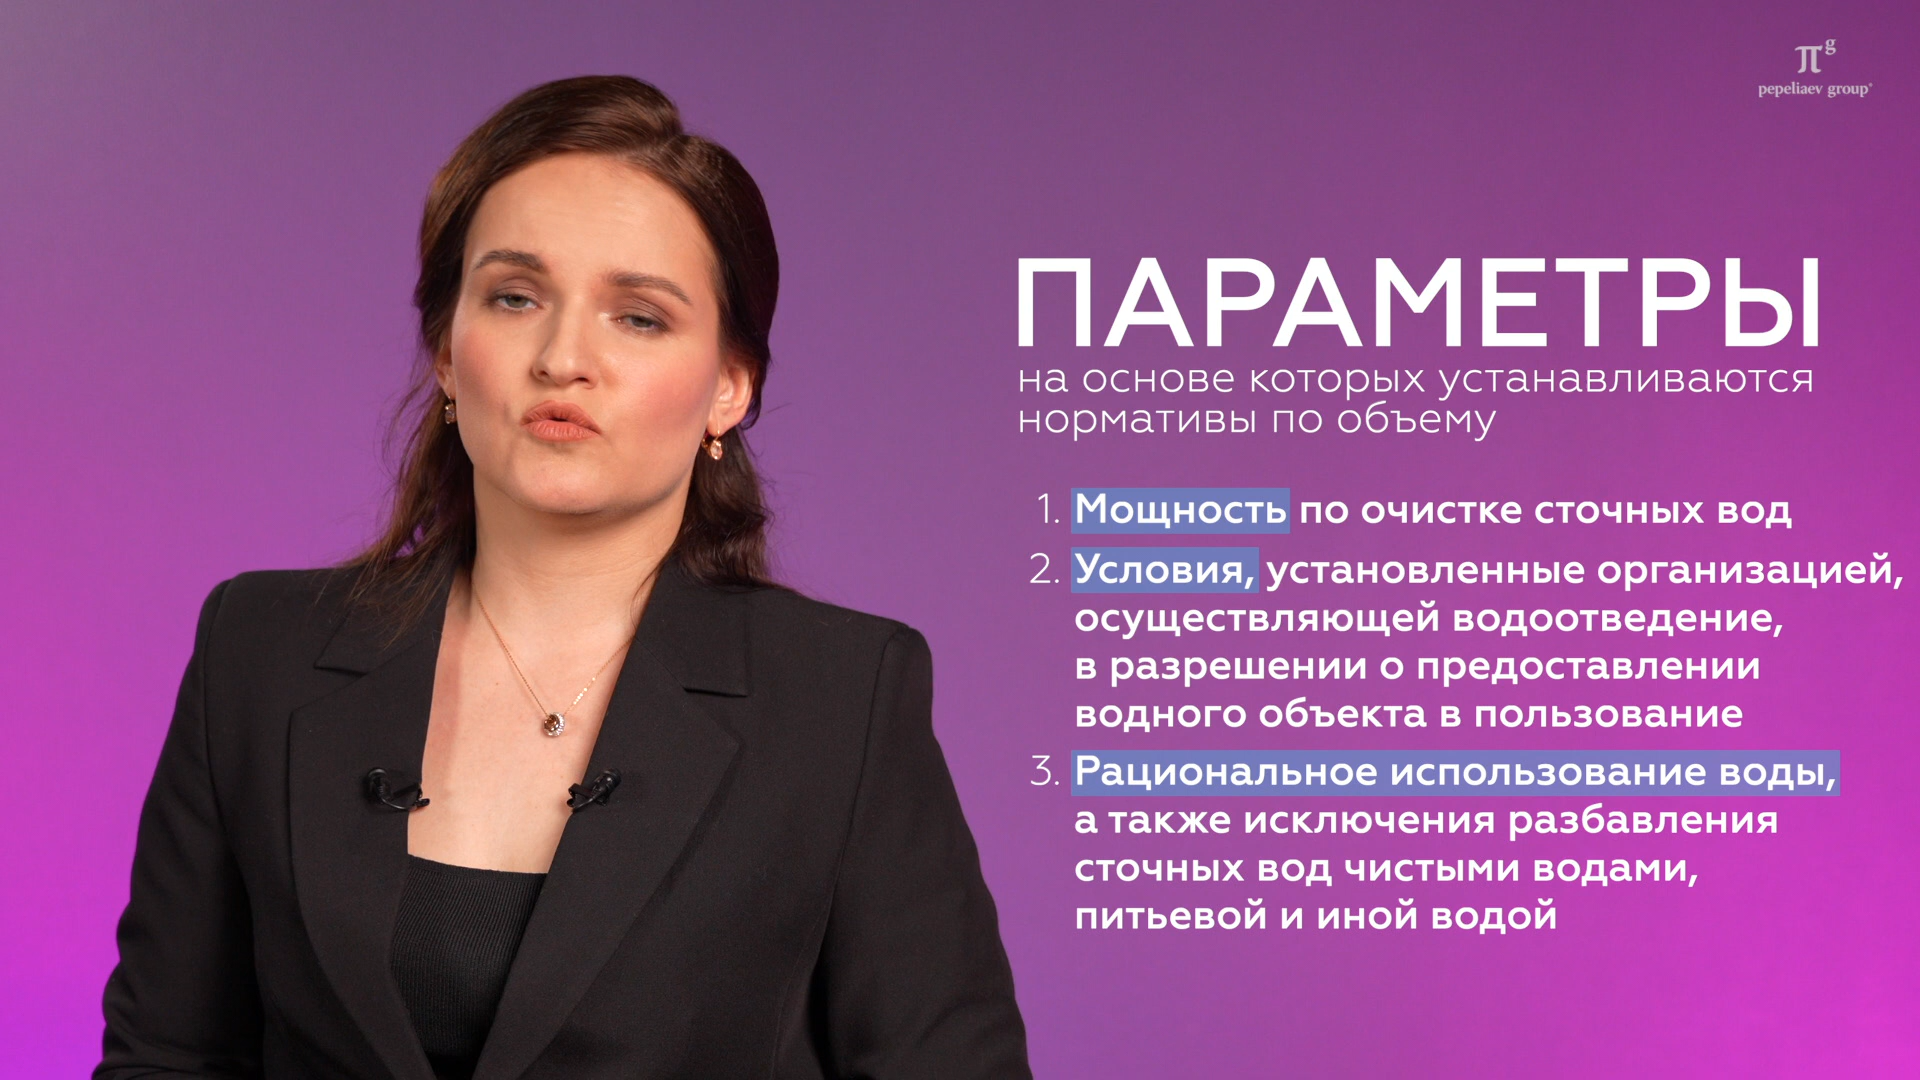 πg
pepeliaev group®
ПАРАМЕТРЫ
на основе которых устанавливаются
нормативы по объему
1. Мощность по очистке сточных вод
2. Условия, установленные организацией,
осуществляющей водоотведение,
в разрешении о предоставлении
водного объекта в пользование
3. Рациональное использование воды,
а также исключения разбавления
сточных вод чистыми водами,
питьевой и иной водой